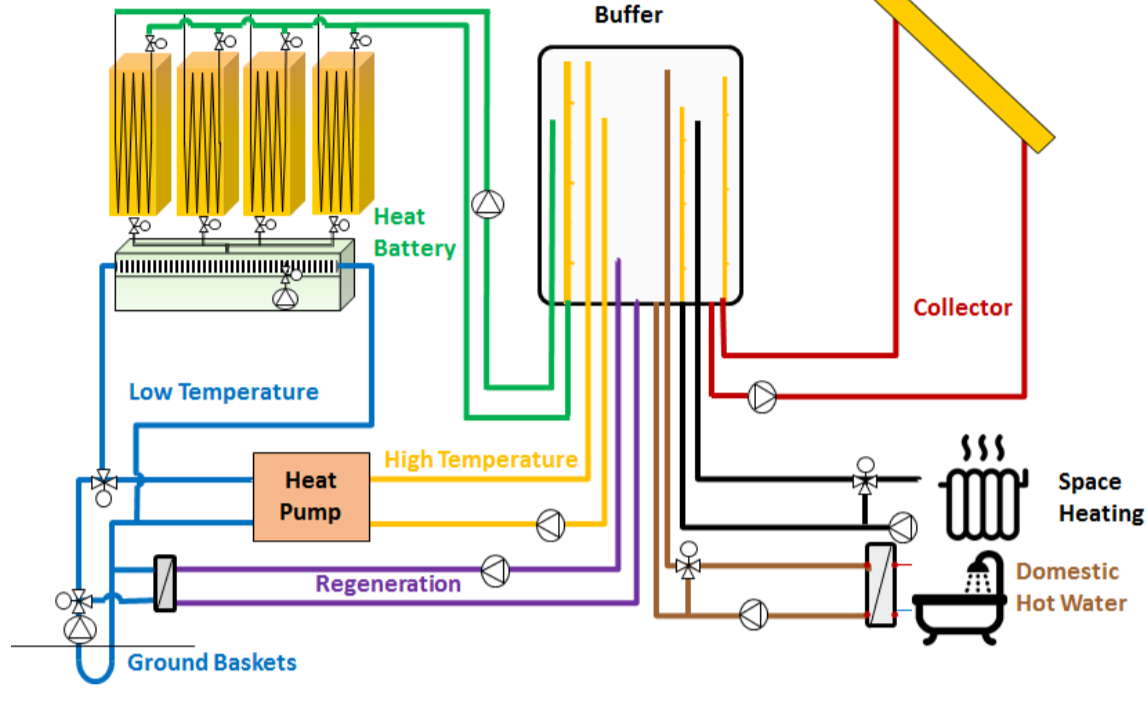 Buffer
Heat
Battery
Collector
Low Temperature
High Temperature
Heat
Pump
Space
Heating
Regeneration
Domestic
Hot Water
Ground Baskets